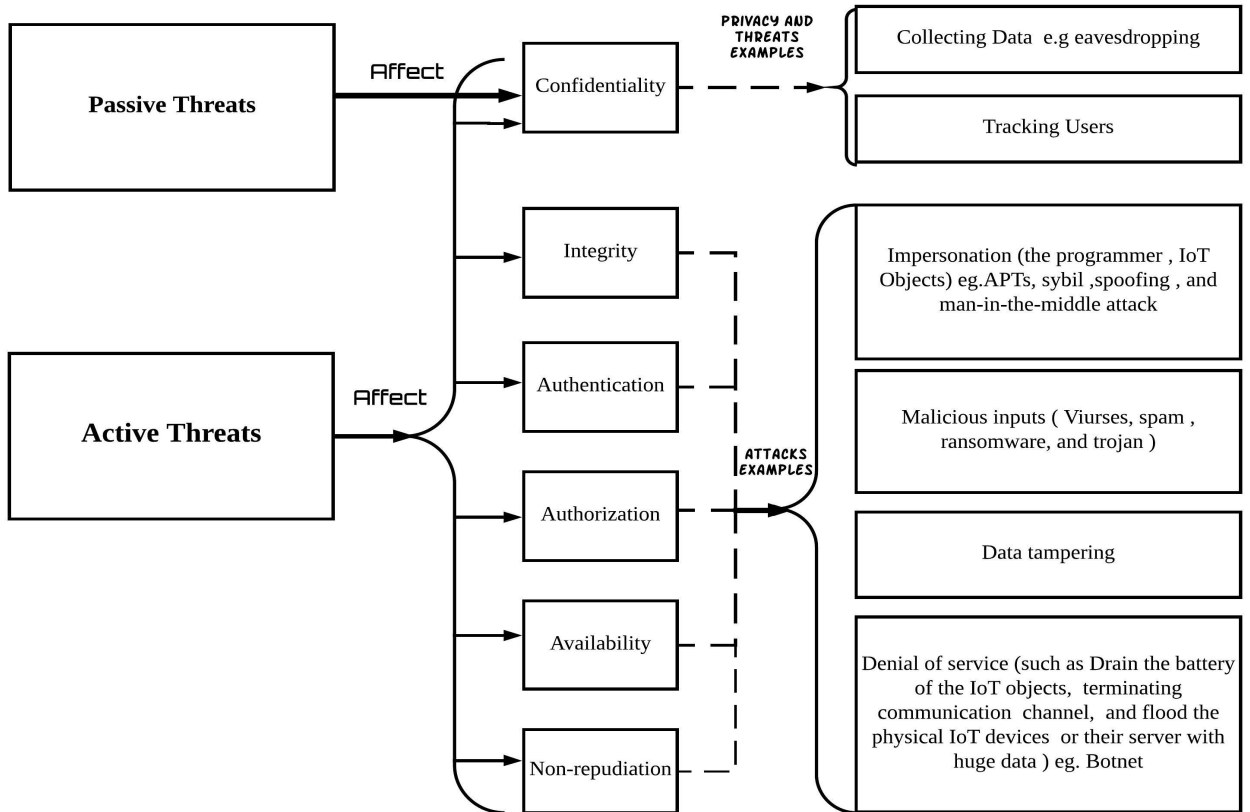 PRIVACY AND
THREATS
EXAMPLES
Collecting Data e.g eavesdropping
Affect
Passive Threats
Confidentiality
Tracking Users
Integrity
Impersonation (the programmer , IoT
Objects) eg.APTs, sybil ,spoofing , and
man-in-the-middle attack
Authentication
Affect
Active Threats
Malicious inputs ( Viurses, spam ,
ransomware, and trojan )
ATTACKS
EXAMPLES
Authorization
Data tampering
Availability
Denial of service (such as Drain the battery
of the IoT objects, terminating
communication channel, and flood the
physical IoT devices or their server with
huge data ) eg. Botnet
Non-repudiation